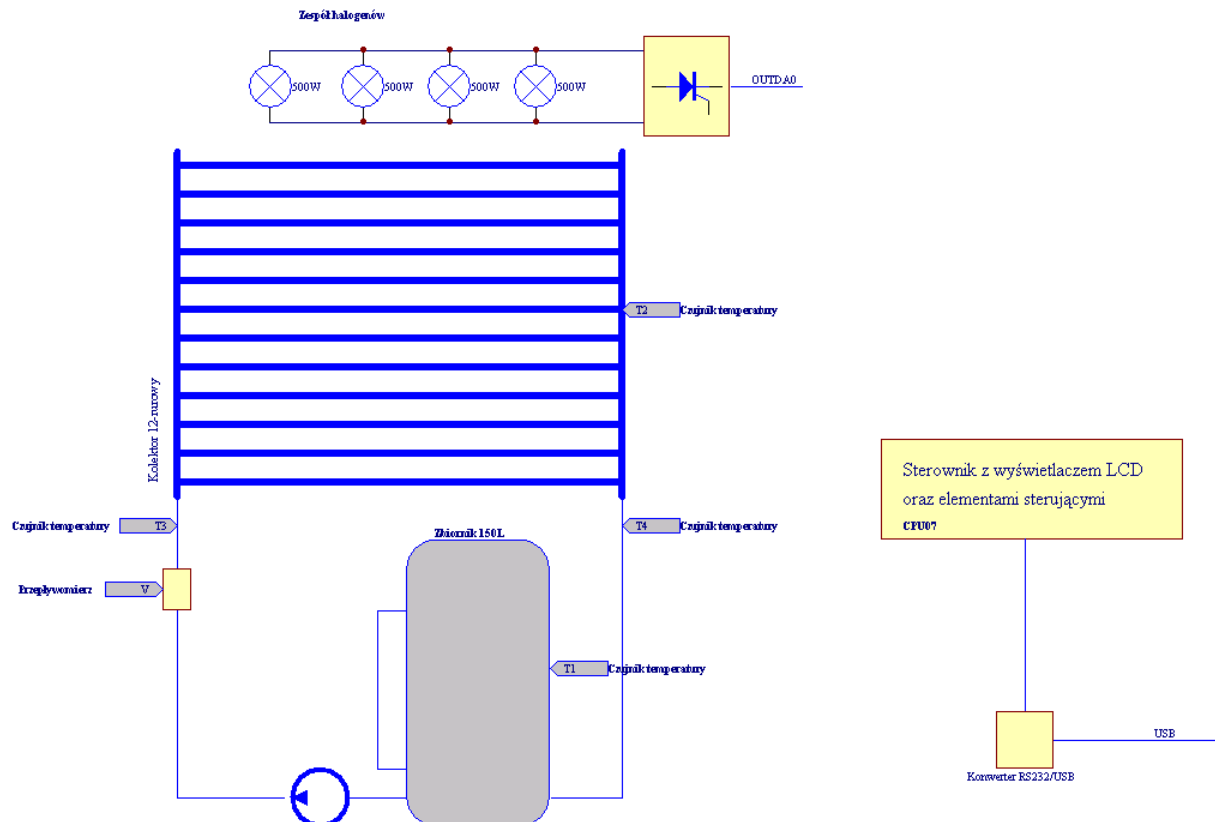 Zespół halogenów
500W
500W
500W
500W
OUTDA0
T2
Czujnik temperatury
Kolektor 12-rurowy
Sterownik z wyświetlaczem LCD
oraz elementami sterującymi
CPU07
Czujnik temperatury
T3
T4
Czujnik temperatury
Zbiornik 150L
Przepływomierz
V
T1
Czujnik temperatury
USB
Konwerter RS232/USB